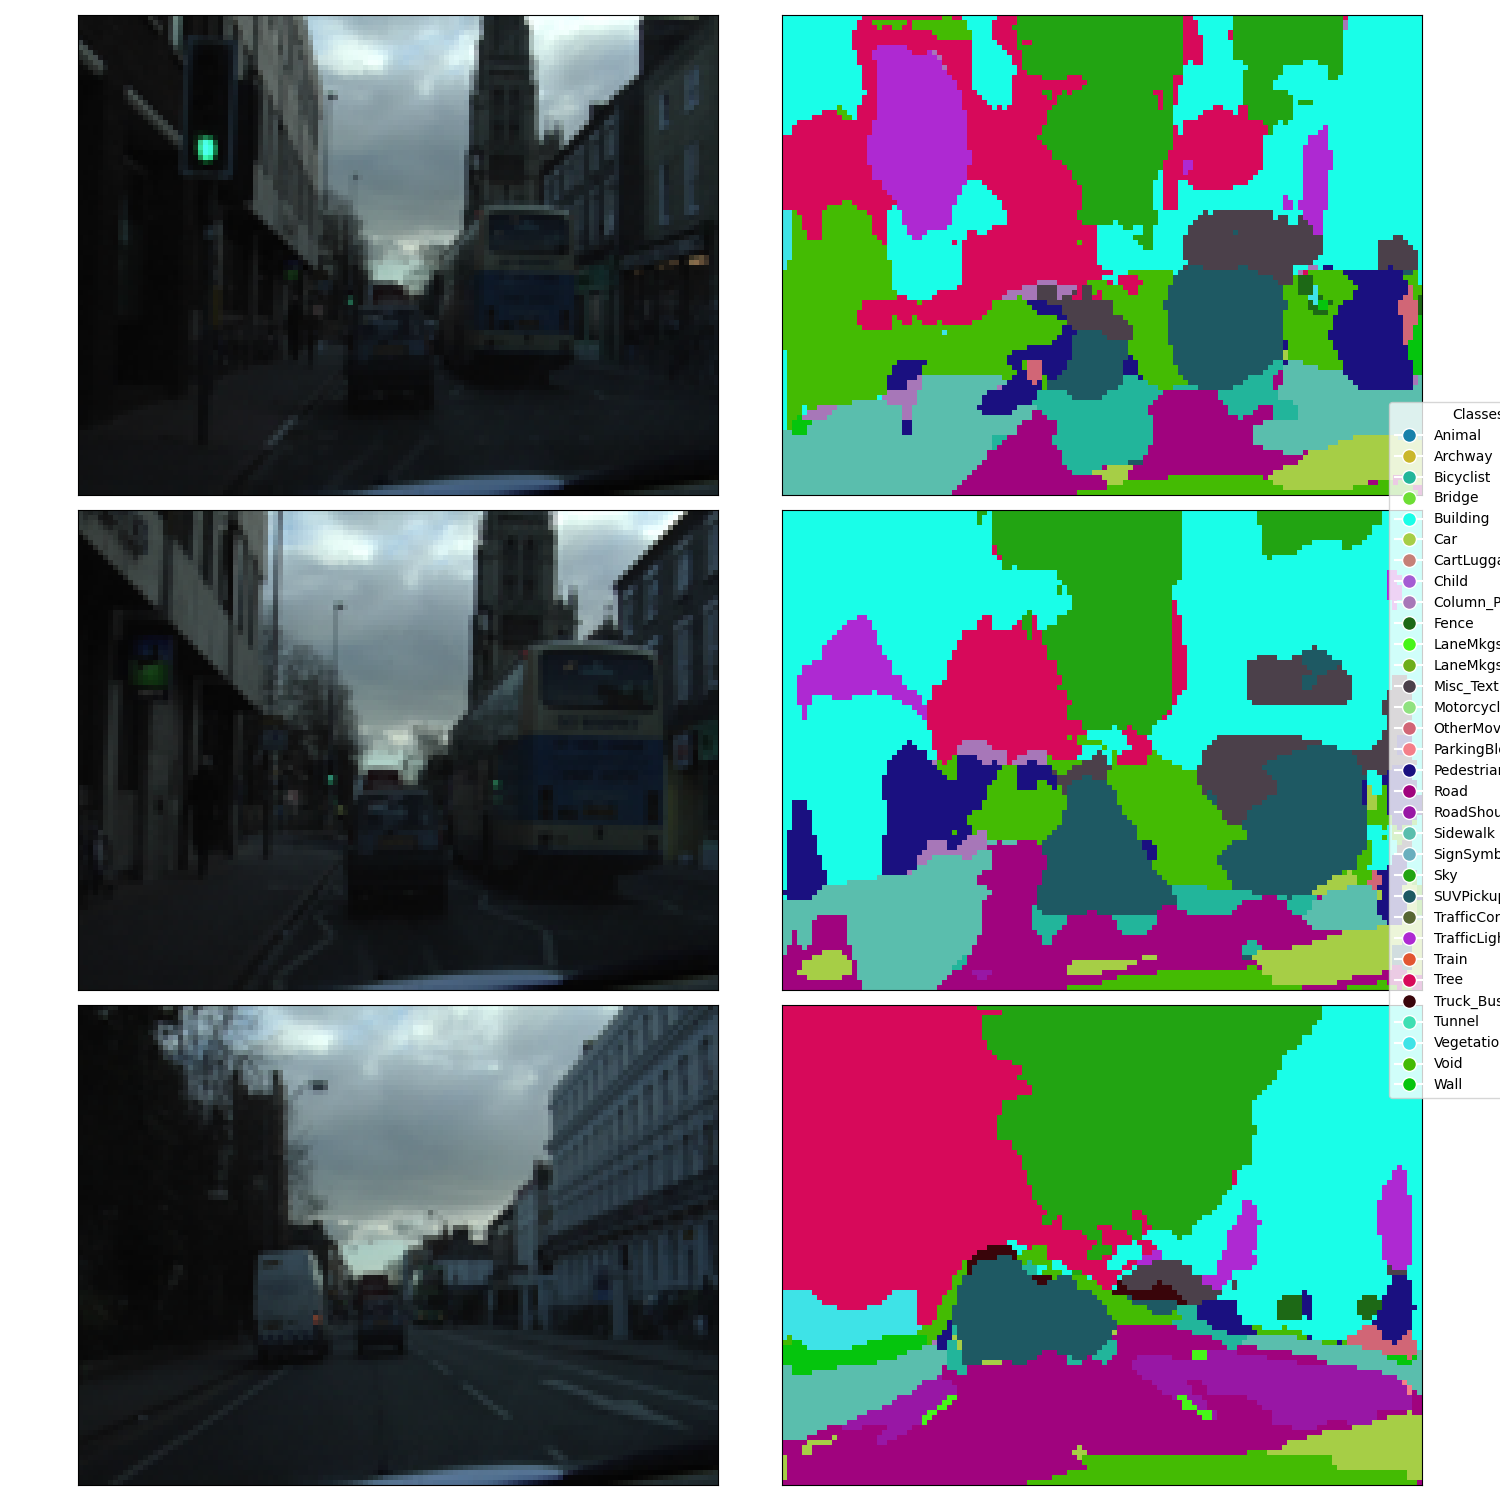 Classes
Animal
Archway
Bicyclist
Bridge
Building
Car
CartLugga
Child
Column_P
Fence
LaneMkgs
LaneMkgs
Misc_Text
Motorcycl
OtherMov
ParkingBl
Pedestrian
Road
RoadShou
Sidewalk
SignSymb
Sky
SUVPickup
TrafficCor
TrafficLigh
Train
Tree
Truck_Bus
Tunnel
Vegetatio
Void
Wall